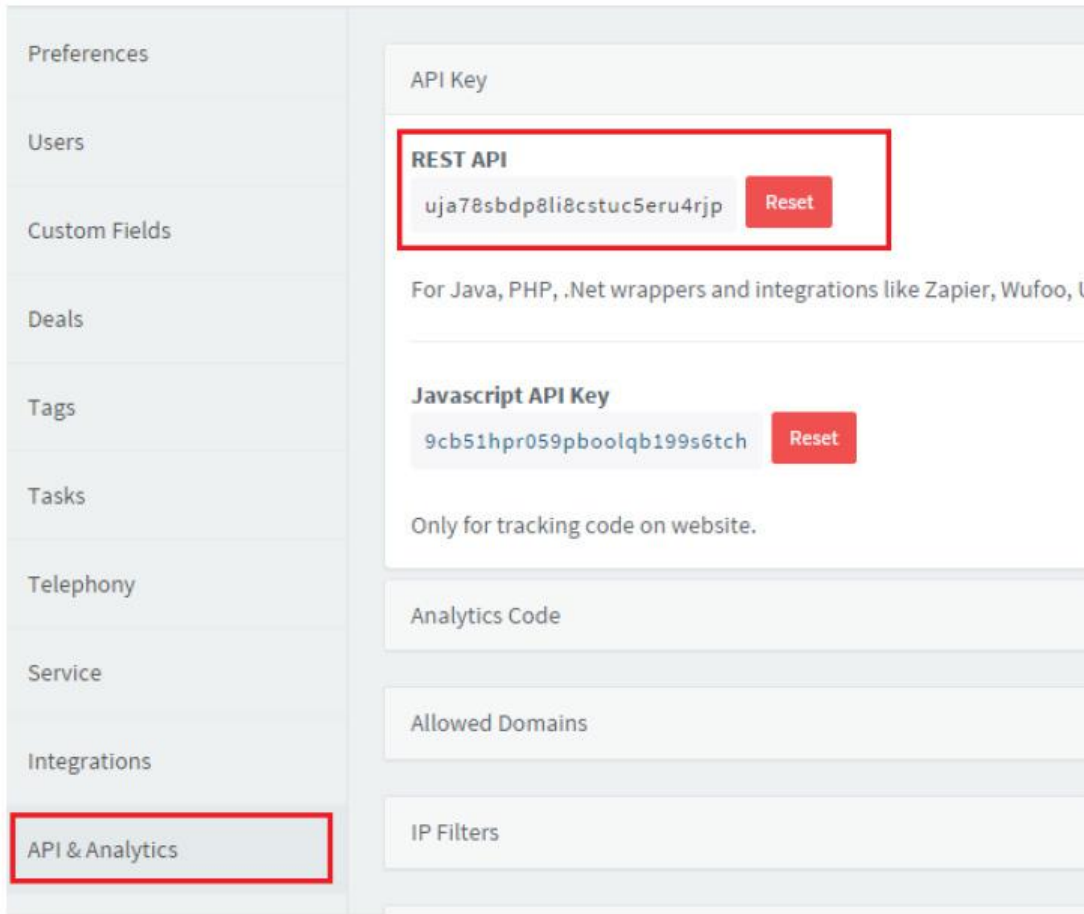 Preferences
Users
Custom Fields
Deals
Tags
Tasks
Telephony
Service
Integrations
API & Analytics
API Key
REST API
uja78sbdp8li8cstuc5eru4rjp Reset
For Java, PHP, .Net wrappers and integrations like Zapier, Wufoo,
Javascript API Key
9cb51hpr059pboolqb199s6tch Reset
Only for tracking code on website.
Analytics Code
Allowed Domains
IP Filters